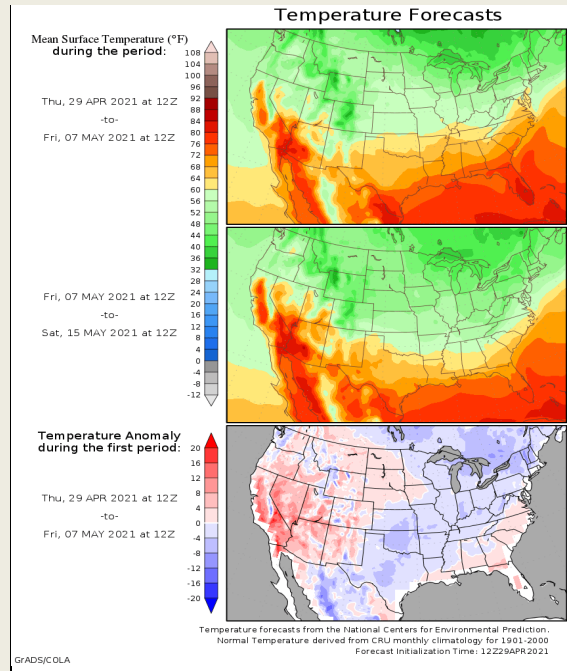 Temperature Forecasts
Mean Surface Temperature (°F)
during the period:
108
104
100
96
92
88
84
80
76
72
68
64
60
56
52
48
44
40
36
32
28
24
20
16
12
8
4
0
-4
-8
-12
Thu, 29 APR 2021 at 12Z
-to-
Fri, 07 MAY 2021 at 12Z
Fri, 07 MAY 2021 at 12Z
-to-
Sat, 15 MAY 2021 at 12Z
Temperature Anomaly
during the first period:
20
16
12
8
4
0
-4
-8
-12
-16
-20
Thu, 29 APR 2021 at 12Z
-to-
Fri, 07 MAY 2021 at 12Z
Temperature forecasts from the National Centers for Environmental Prediction.
Normal Temperature derived from CRU monthly climatology for 1901-2000
Forecast Initialization Time: 12Z29APR2021
GrADS/COLA